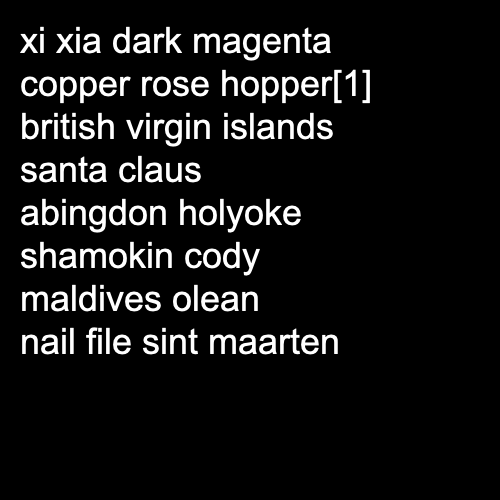 xi xia dark magenta
copper rose hopper[1]
british virgin islands
santa claus
abingdon holyoke
shamokin cody
maldives olean
nail file sint maarten